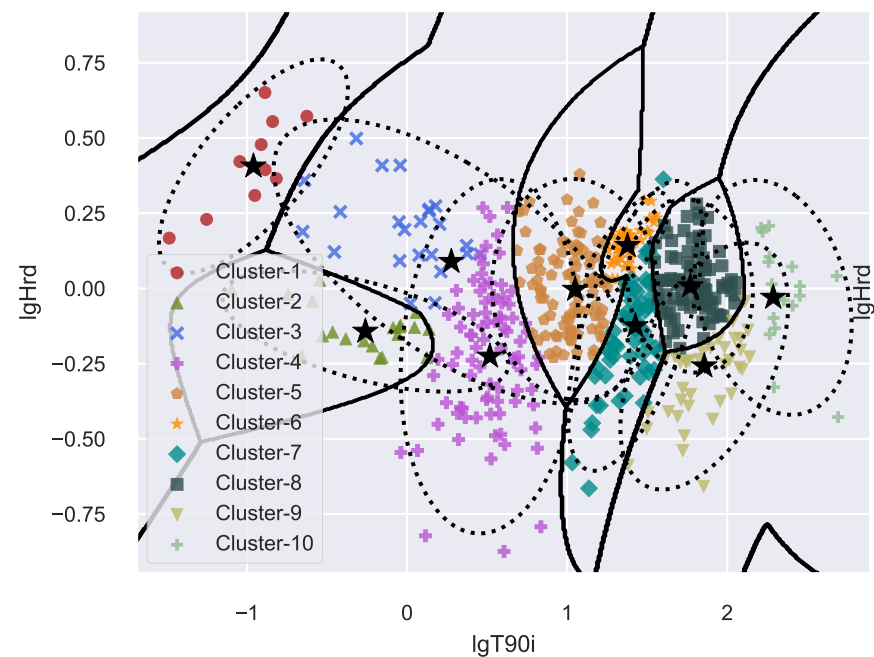 0.75
0.50
0.25
0.00
−0.25
−0.50
−0.75
lgHrd
lgHrd
Cluster-1
Cluster-2
Cluster-3
Cluster-4
Cluster-5
Cluster-6
Cluster-7
Cluster-8
Cluster-9
Cluster-10
−1
0
1
2
lgT90i